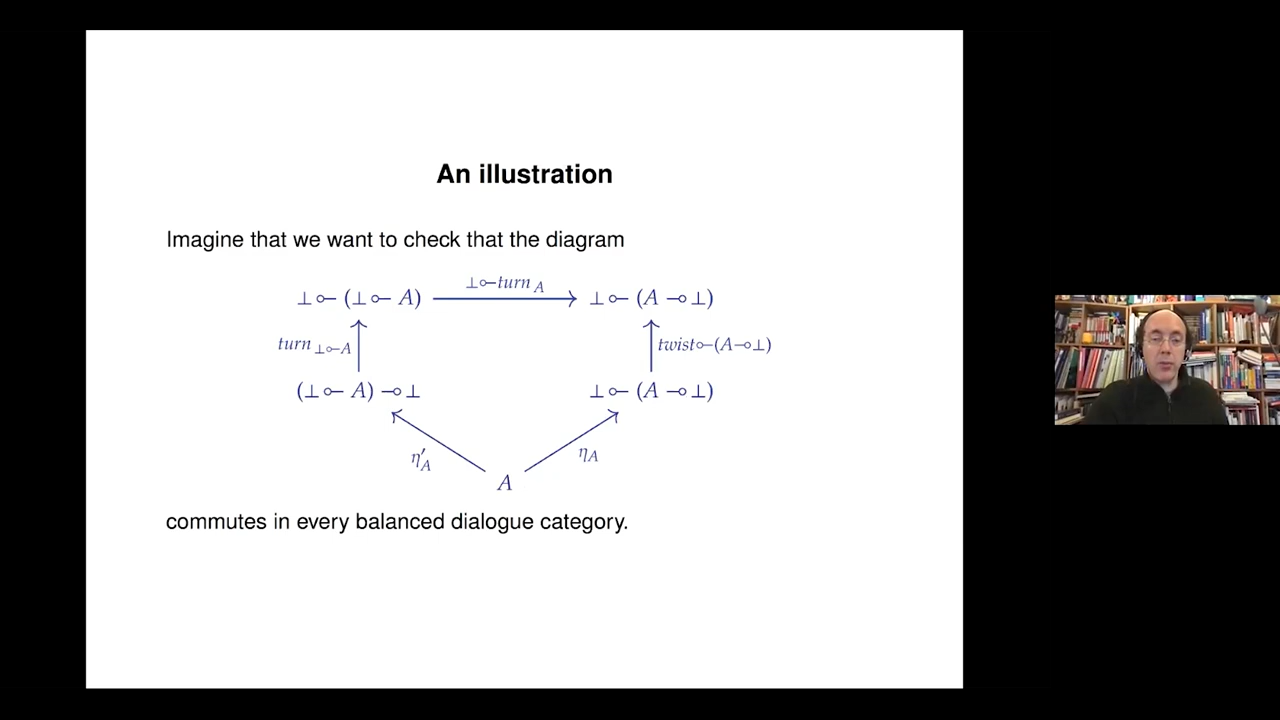 An illustration
Imagine that we want to check that the diagram
⊥⟜turn_A
⊥⟜(⊥⟜A) ⊥⟜(A⊸⊥)
turn_⊥⟜A twist⟜(A⊸⊥)
(⊥⟜A)⊸⊥ ⊥⟜(A⊸⊥)
η′_A η_A
A
commutes in every balanced dialogue category.